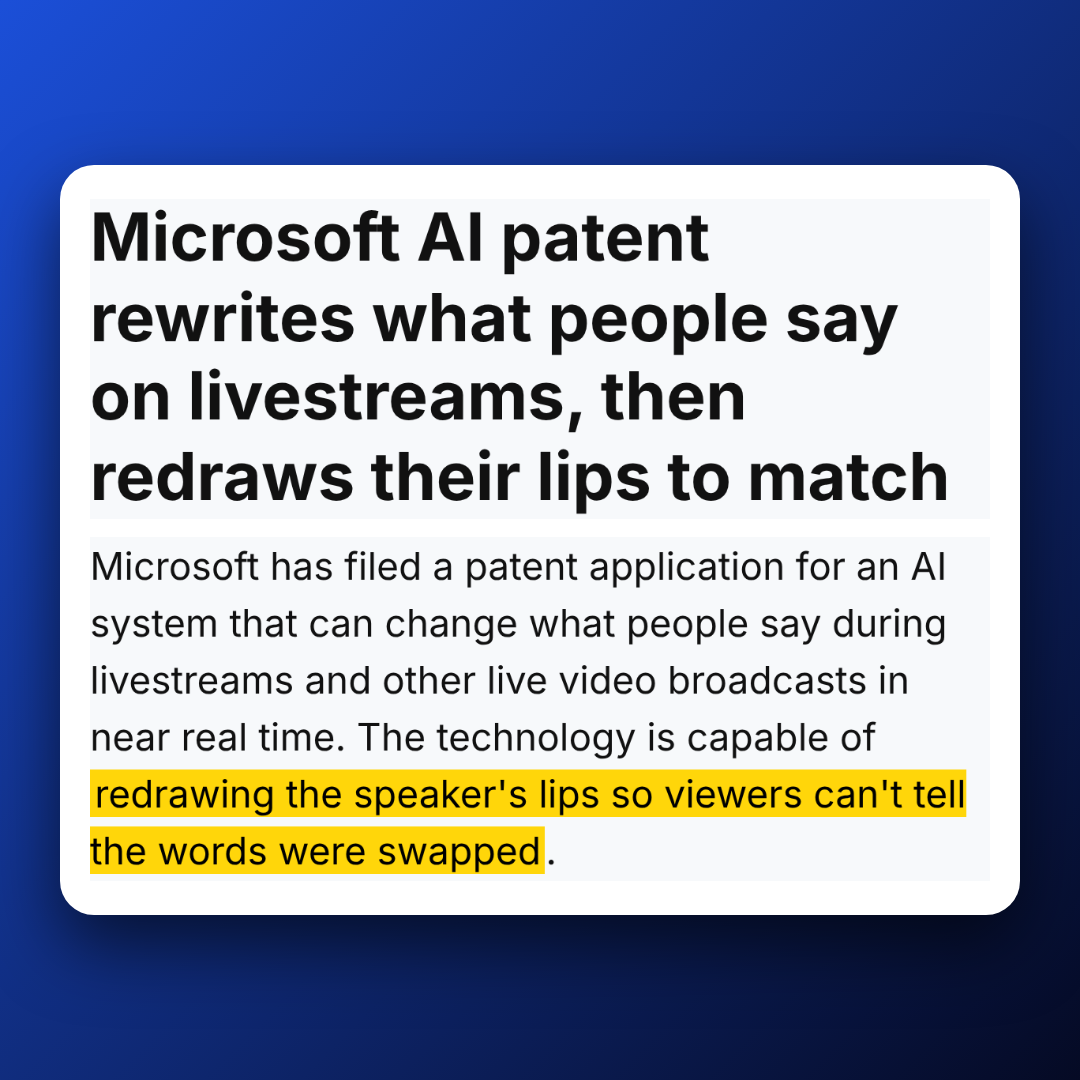 Microsoft AI patent
rewrites what people say
on livestreams, then
redraws their lips to match
Microsoft has filed a patent application for an AI
system that can change what people say during
livestreams and other live video broadcasts in
near real time. The technology is capable of
redrawing the speaker's lips so viewers can't tell
the words were swapped.